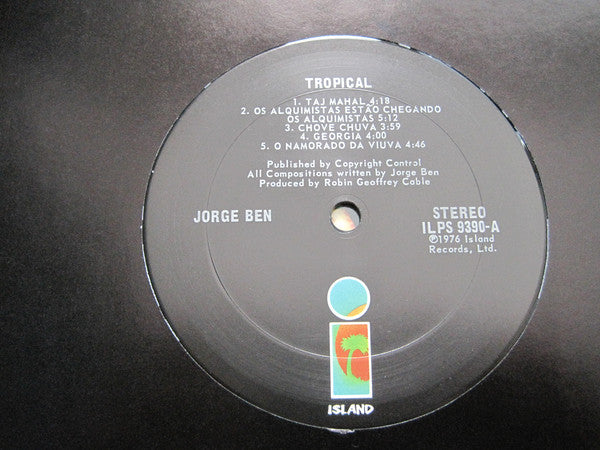 TROPICAL
1. TAJ MAHAL 4:18
2. OS ALQUIMISTAS ESTÃO CHEGANDO
OS ALQUIMISTAS 5:12
3. CHOVE CHUVA 3:59
4. GEORGIA 4:00
5. O NAMORADO DA VIUVA 4:46
Published by Copyright Control
All Compositions written by Jorge Ben
Produced by Robin Geoffrey Cable
JORGE BEN
STEREO
ILPS 9390-A
℗1976 Island
Records, Ltd.
ISLAND